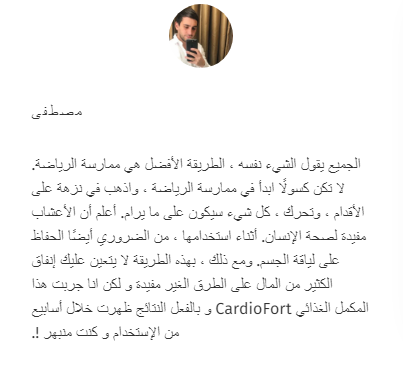 مصطفى
الجميع يقول الشيء نفسه ، الطريقة الأفضل هي ممارسة الرياضة.
لا تكن كسولًا ابدأ في ممارسة الرياضة ، واذهب في نزهة على
الأقدام ، وتحرك ، كل شيء سيكون على ما يرام. أعلم أن الأعشاب
مفيدة لصحة الإنسان. أثناء استخدامها ، من الضروري أيضًا الحفاظ
على لياقة الجسم. ومع ذلك ، بهذه الطريقة لا يتعين عليك إنفاق
الكثير من المال على الطرق الغير مفيدة و لكن انا جربت هذا
المكمل الغذائي CardioFort و بالفعل النتائج ظهرت خلال أسابيع
من الإستخدام و كنت منبهر !.